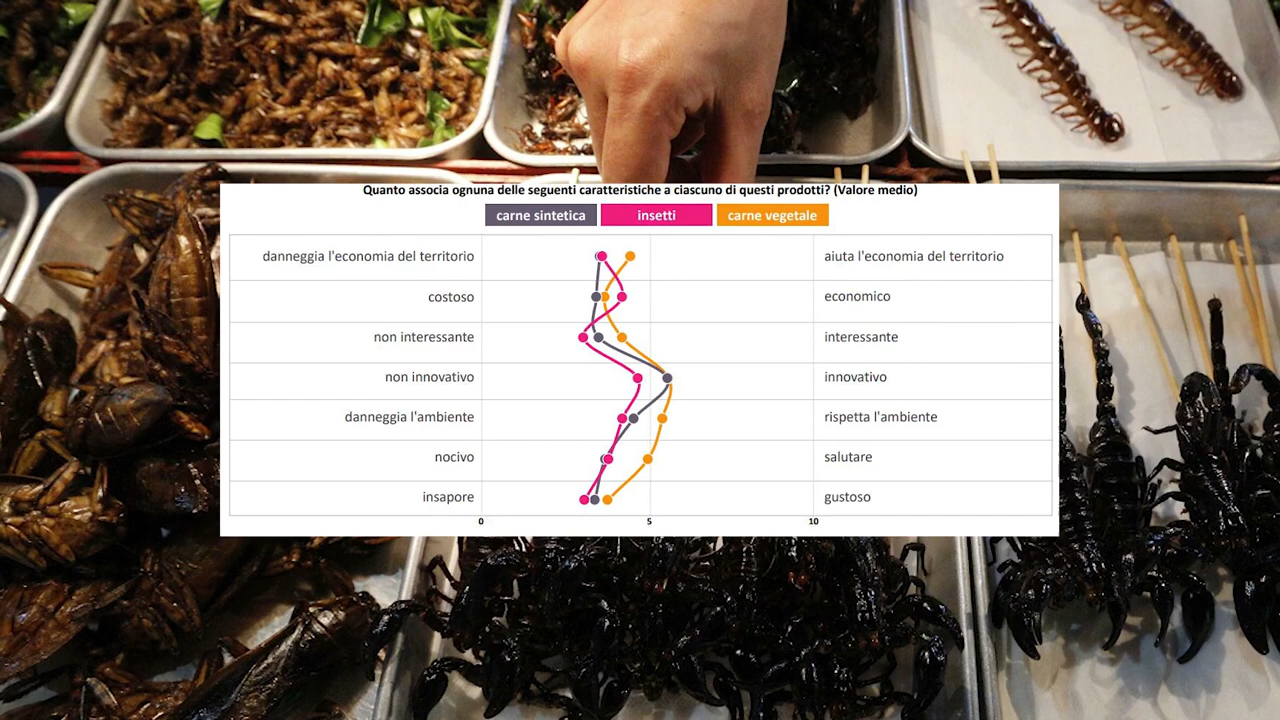 Quanto associa ognuna delle seguenti caratteristiche a ciascuno di questi prodotti? (Valore medio)
carne sintetica insetti carne vegetale
danneggia l'economia del territorio aiuta l'economia del territorio
costoso economico
non interessante interessante
non innovativo innovativo
danneggia l'ambiente rispetta l'ambiente
nocivo salutare
insapore gustoso
0 5 10